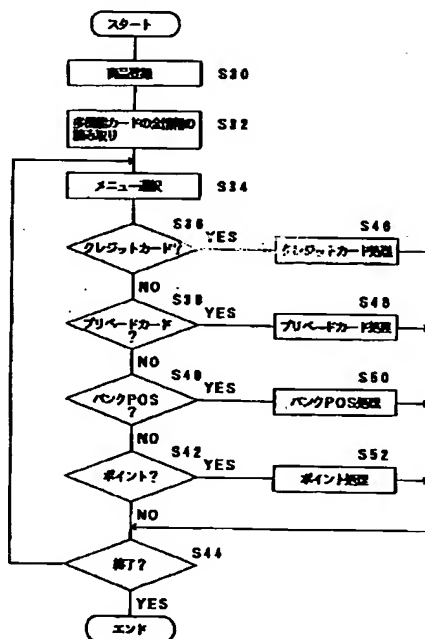 スタート
商品登録
S30
多機能カードの全情報の
読み取り
S32
メニュー選択
S34
S36
クレジットカード?
YES
S46
クレジットカード処理
NO
S38
プリペードカード
?
YES
S48
プリペードカード処理
NO
S40
バンクPOS
?
YES
S50
バンクPOS処理
NO
S42
ポイント?
YES
S52
ポイント処理
NO
S44
終了?
YES
エンド